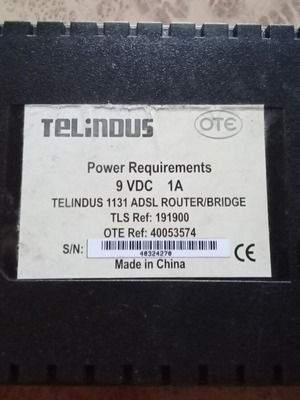 TELiNDUS
OTE
Power Requirements
9 VDC 1A
TELINDUS 1131 ADSL ROUTER/BRIDGE
TLS Ref: 191900
OTE Ref: 40053574
S/N:
40324270
Made in China
CE